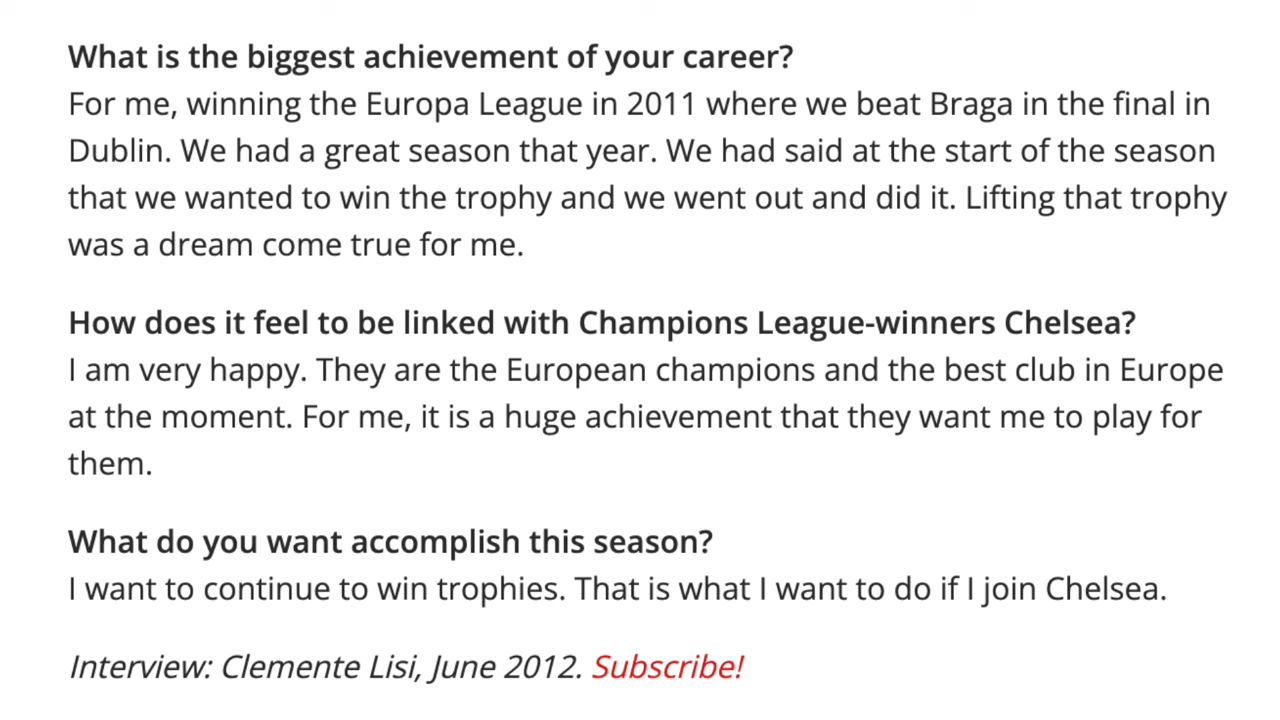 What is the biggest achievement of your career?
For me, winning the Europa League in 2011 where we beat Braga in the final in
Dublin. We had a great season that year. We had said at the start of the season
that we wanted to win the trophy and we went out and did it. Lifting that trophy
was a dream come true for me.
How does it feel to be linked with Champions League-winners Chelsea?
I am very happy. They are the European champions and the best club in Europe
at the moment. For me, it is a huge achievement that they want me to play for
them.
What do you want accomplish this season?
I want to continue to win trophies. That is what I want to do if I join Chelsea.
Interview: Clemente Lisi, June 2012. Subscribe!